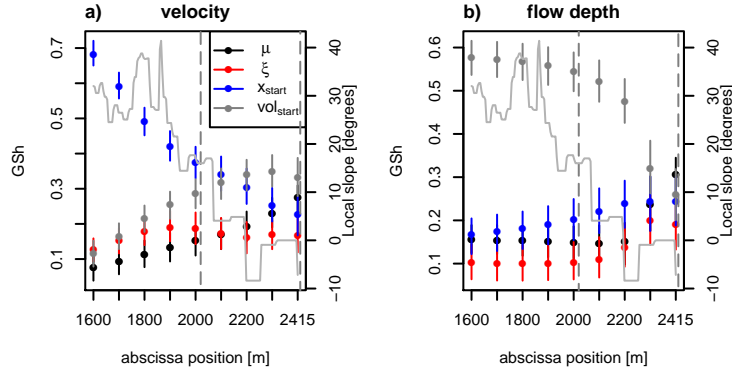 a) velocity
0.7
0.5
0.3
0.1
GSh
40
30
20
10
0
−10
Local slope [degrees]
μ
ξ
xstart
volstart
1600
1800
2000
2200
2415
abscissa position [m]
b) flow depth
0.6
0.5
0.4
0.3
0.2
0.1
GSh
40
30
20
10
0
−10
Local slope [degrees]
1600
1800
2000
2200
2415
abscissa position [m]